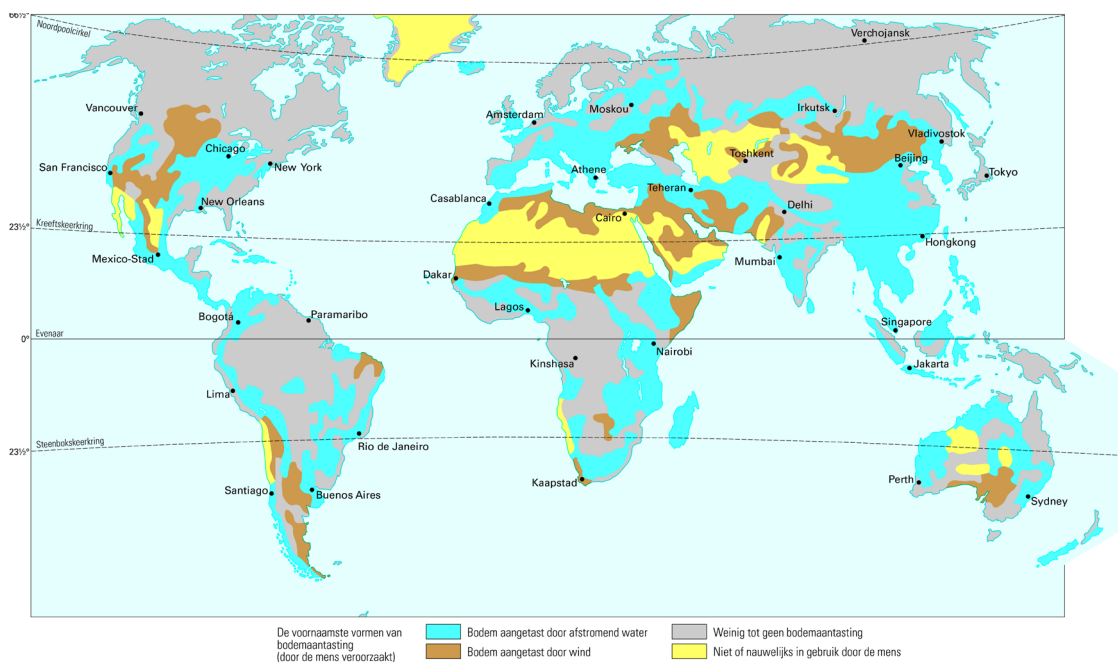 66½°
Noordpoolcirkel
Verchojansk
Vancouver
Amsterdam
Moskou
Irkutsk
Vladivostok
Chicago
San Francisco
New York
Toshkent
Beijing
Tokyo
Athene
Teheran
New Orleans
Casablanca
Cairo
Delhi
23½°
Kreeftskeerkring
Hongkong
Mexico-Stad
Mumbai
Dakar
Bogotá
Paramaribo
Lagos
Singapore
Evenaar
0°
Nairobi
Kinshasa
Jakarta
Lima
Steenbokskeerkring
23½°
Rio de Janeiro
Kaapstad
Perth
Santiago
Buenos Aires
Sydney
De voornaamste vormen van
bodemaantasting
(door de mens veroorzaakt)
Bodem aangetast door afstromend water
Bodem aangetast door wind
Weinig tot geen bodemaantasting
Niet of nauwelijks in gebruik door de mens